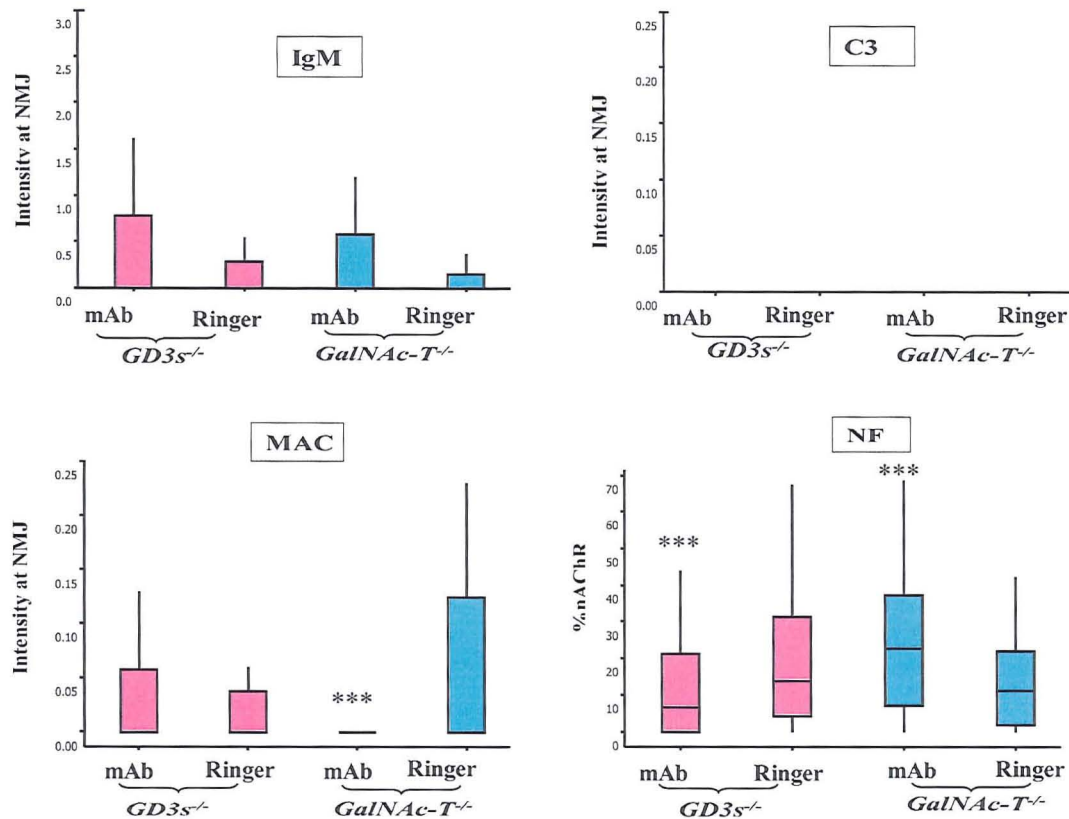 IgM
Intensity at NMJ
3.0
2.5
2.0
1.5
1.0
0.5
0.0
mAb Ringer mAb Ringer
GD3s-/- GalNAc-T-/-
C3
Intensity at NMJ
0.25
0.20
0.15
0.10
0.05
0.00
mAb Ringer mAb Ringer
GD3s-/- GalNAc-T-/-
MAC
Intensity at NMJ
0.25
0.20
0.15
0.10
0.05
0.00
***
mAb Ringer mAb Ringer
GD3s-/- GalNAc-T-/-
NF
%nAChR
70
60
50
40
30
20
10
0
***
***
mAb Ringer mAb Ringer
GD3s-/- GalNAc-T-/-